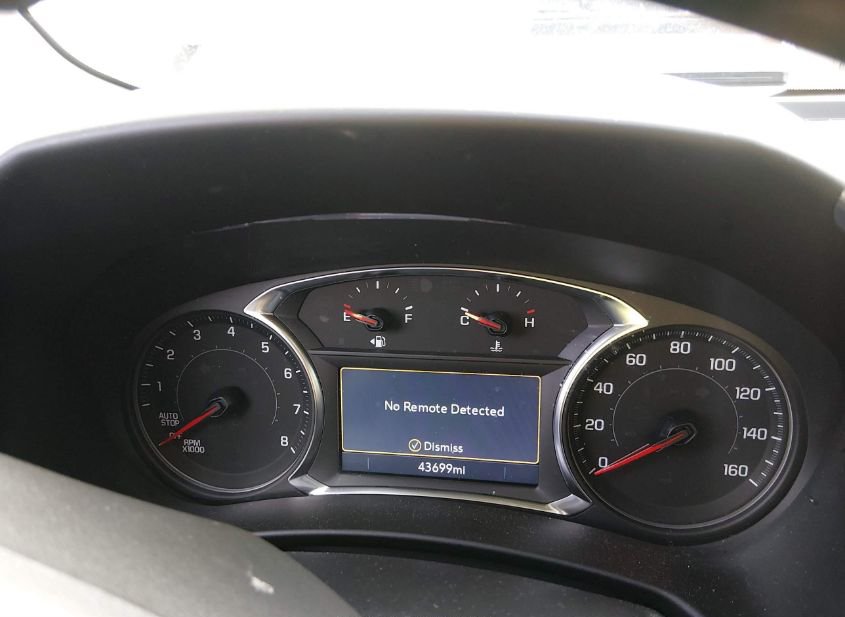 E F
C H
1 2 3 4 5 6 7 8
AUTO
STOP
OFF
RPM
X1000
No Remote Detected
Dismiss
43699mi
0 20 40 60 80 100 120 140 160